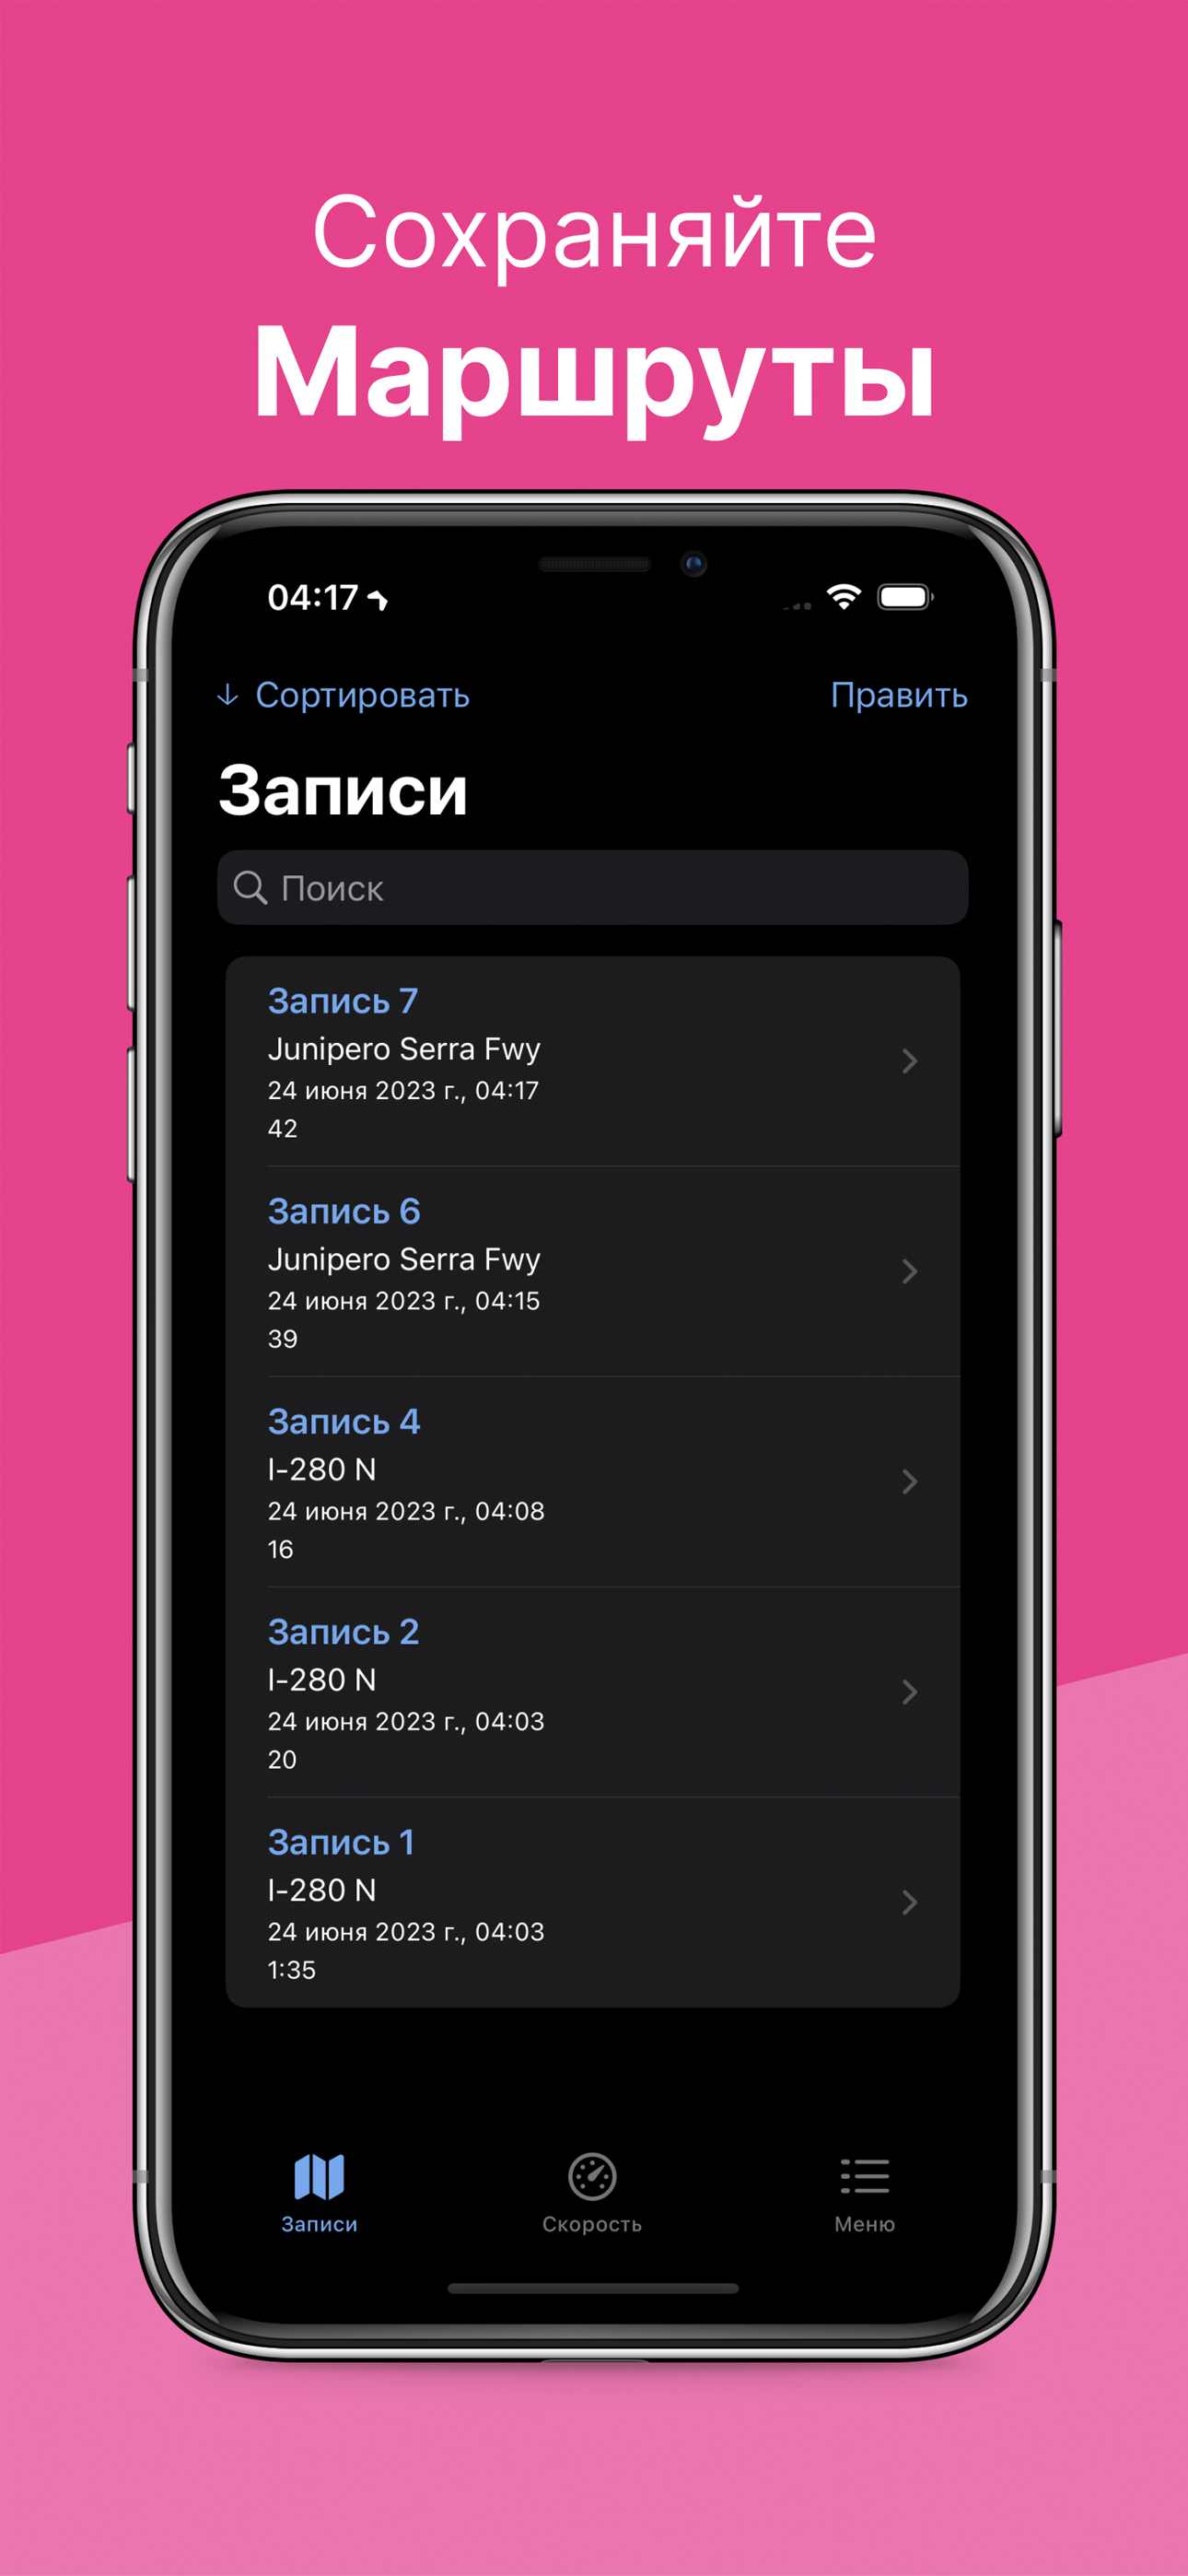 Сохраняйте
Маршруты
04:17
Сортировать
Править
Записи
Поиск
Запись 7
Junipero Serra Fwy
24 июня 2023 г., 04:17
42
Запись 6
Junipero Serra Fwy
24 июня 2023 г., 04:15
39
Запись 4
I-280 N
24 июня 2023 г., 04:08
16
Запись 2
I-280 N
24 июня 2023 г., 04:03
20
Запись 1
I-280 N
24 июня 2023 г., 04:03
1:35
Записи
Скорость
Меню